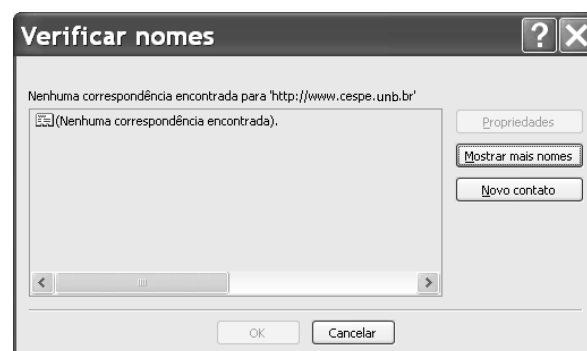 Verificar nomes
Nenhuma correspondência encontrada para 'http://www.cespe.unb.br'
(Nenhuma correspondência encontrada).
Propriedades
Mostrar mais nomes
Novo contato
OK
Cancelar